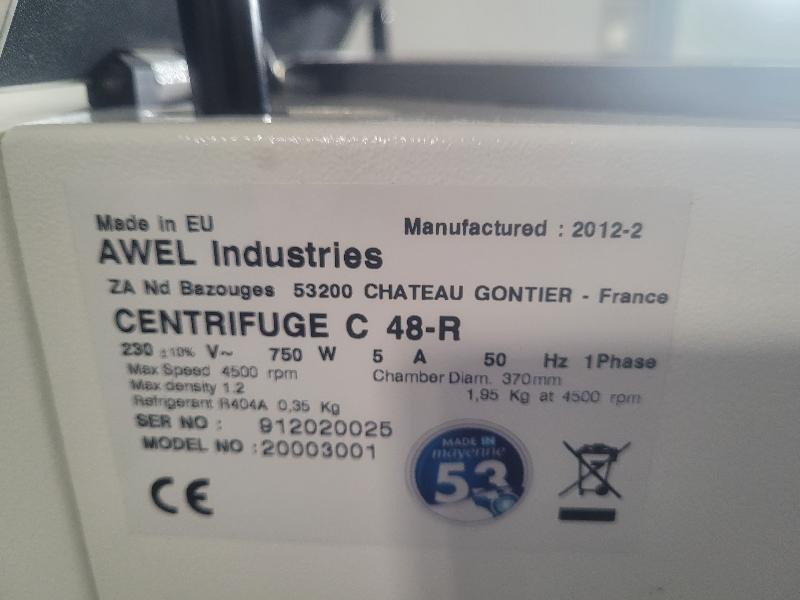 Made in EU Manufactured : 2012-2
AWEL Industries
ZA Nd Bazouges 53200 CHATEAU GONTIER - France
CENTRIFUGE C 48-R
230 ±10% V~ 750 W 5 A 50 Hz 1Phase
Max Speed 4500 rpm Chamber Diam. 370mm
Max density 1.2 1,95 Kg at 4500 rpm
Refrigerant R404A 0,35 Kg
SER NO : 912020025
MODEL NO : 20003001
CE
MADE IN
mayenne
53